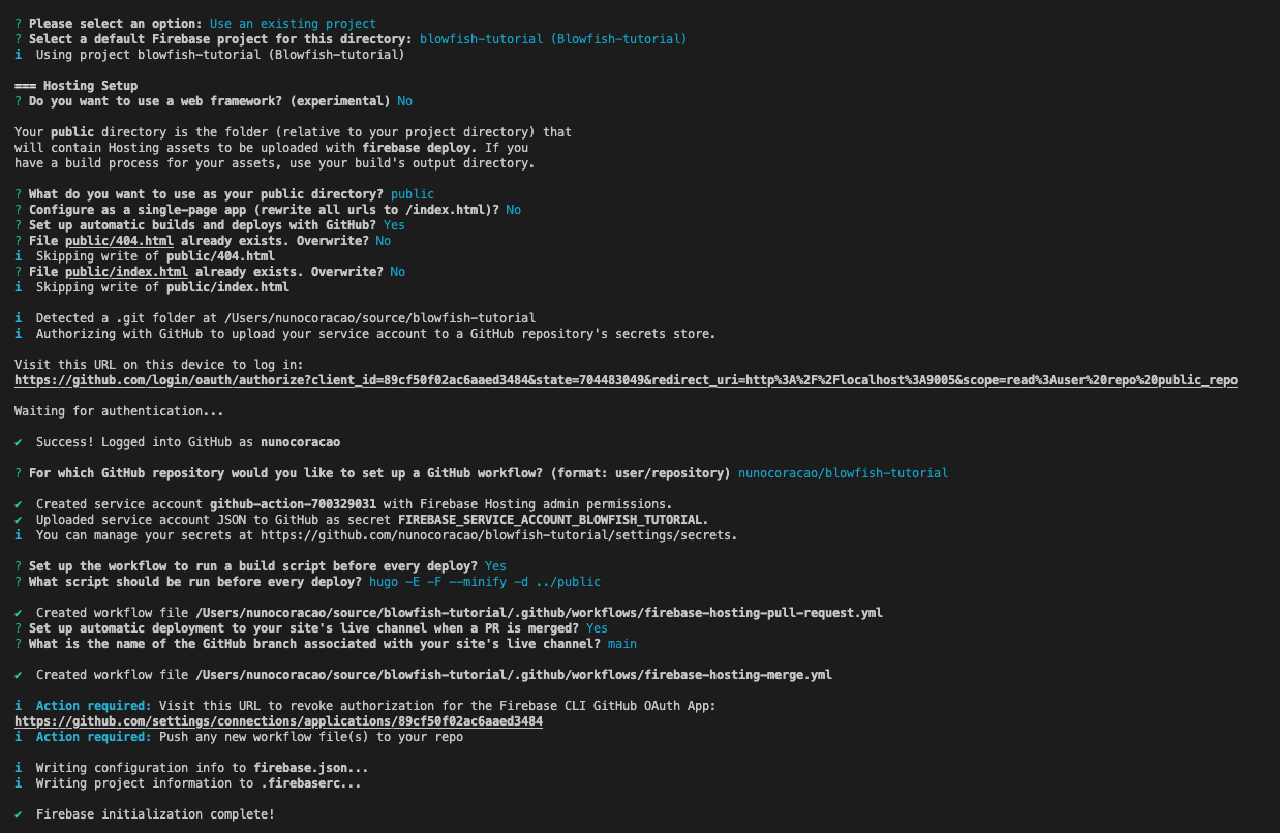 ? Please select an option: Use an existing project
? Select a default Firebase project for this directory: blowfish-tutorial (Blowfish-tutorial)
i  Using project blowfish-tutorial (Blowfish-tutorial)
=== Hosting Setup
? Do you want to use a web framework? (experimental) No
Your public directory is the folder (relative to your project directory) that
will contain Hosting assets to be uploaded with firebase deploy. If you
have a build process for your assets, use your build's output directory.
? What do you want to use as your public directory? public
? Configure as a single-page app (rewrite all urls to /index.html)? No
? Set up automatic builds and deploys with GitHub? Yes
? File public/404.html already exists. Overwrite? No
i  Skipping write of public/404.html
? File public/index.html already exists. Overwrite? No
i  Skipping write of public/index.html
i  Detected a .git folder at /Users/nunocoracao/source/blowfish-tutorial
i  Authorizing with GitHub to upload your service account to a GitHub repository's secrets store.
Visit this URL on this device to log in:
https://github.com/login/oauth/authorize?client_id=89cf50f02ac6aaed3484&state=704483049&redirect_uri=http%3A%2F%2Flocalhost%3A9005&scope=read%3Auser%20repo%20public_repo
Waiting for authentication...
✔  Success! Logged into GitHub as nunocoracao
? For which GitHub repository would you like to set up a GitHub workflow? (format: user/repository) nunocoracao/blowfish-tutorial
✔  Created service account github-action-700329031 with Firebase Hosting admin permissions.
✔  Uploaded service account JSON to GitHub as secret FIREBASE_SERVICE_ACCOUNT_BLOWFISH_TUTORIAL.
i  You can manage your secrets at https://github.com/nunocoracao/blowfish-tutorial/settings/secrets.
? Set up the workflow to run a build script before every deploy? Yes
? What script should be run before every deploy? hugo -E -F --minify -d ../public
✔  Created workflow file /Users/nunocoracao/source/blowfish-tutorial/.github/workflows/firebase-hosting-pull-request.yml
? Set up automatic deployment to your site's live channel when a PR is merged? Yes
? What is the name of the GitHub branch associated with your site's live channel? main
✔  Created workflow file /Users/nunocoracao/source/blowfish-tutorial/.github/workflows/firebase-hosting-merge.yml
i  Action required: Visit this URL to revoke authorization for the Firebase CLI GitHub OAuth App:
https://github.com/settings/connections/applications/89cf50f02ac6aaed3484
i  Action required: Push any new workflow file(s) to your repo
i  Writing configuration info to firebase.json...
i  Writing project information to .firebaserc...
✔  Firebase initialization complete!